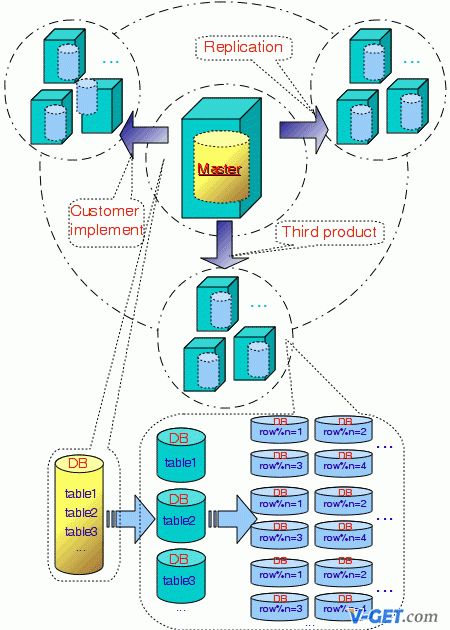 Replication
...
...
Master
Customer
implement
Third product
...
DB
table1
table2
table3
...
DB
table1
DB
table2
DB
table3
...
DB
row%n=1
DB
row%n=2
...
DB
row%n=3
DB
row%n=4
DB
row%n=1
DB
row%n=2
...
DB
row%n=3
DB
row%n=4
DB
row%n=1
DB
row%n=2
...
DB
row%n=3
DB
row%n=4
...
V-GET.com